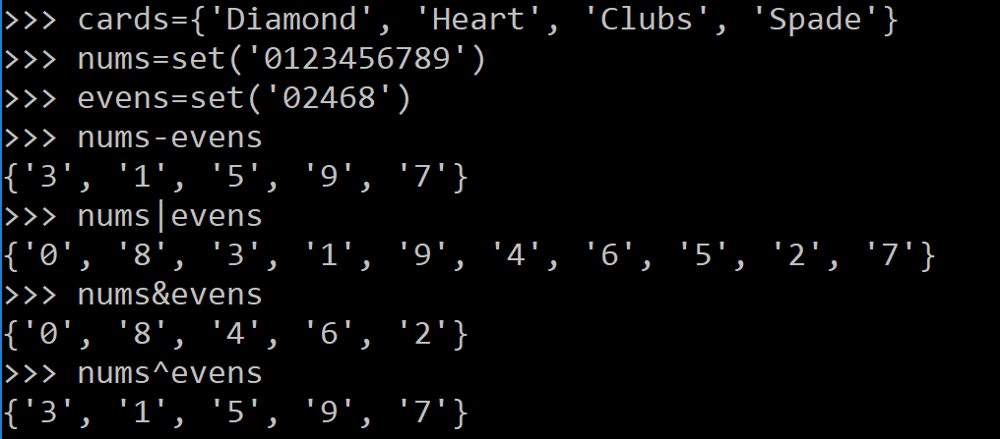 >>> cards={'Diamond', 'Heart', 'Clubs', 'Spade'}
>>> nums=set('0123456789')
>>> evens=set('02468')
>>> nums-evens
{'3', '1', '5', '9', '7'}
>>> nums|evens
{'0', '8', '3', '1', '9', '4', '6', '5', '2', '7'}
>>> nums&evens
{'0', '8', '4', '6', '2'}
>>> nums^evens
{'3', '1', '5', '9', '7'}